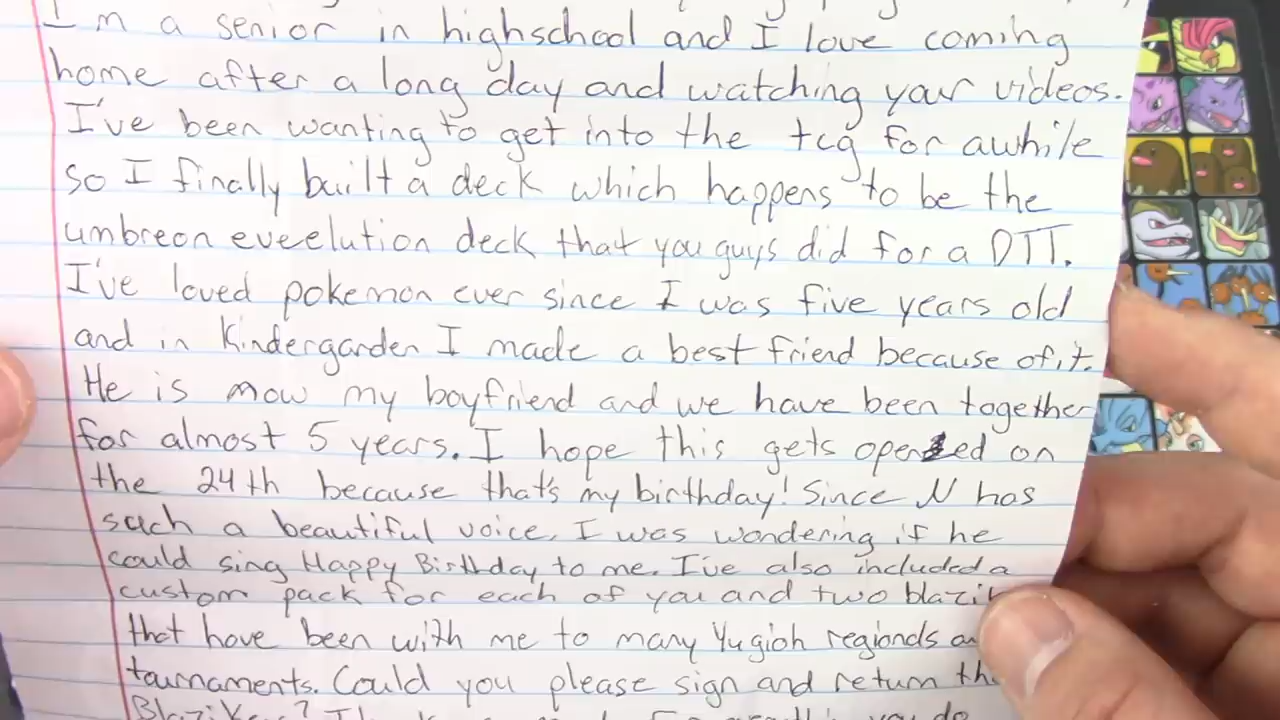 I'm a senior in highschool and I love coming
home after a long day and watching your videos.
I've been wanting to get into the tcg for awhile
so I finally built a deck which happens to be the
umbreon eveelution deck that you guys did for a DTT.
I've loved pokemon ever since I was five years old
and in Kindergarden I made a best friend because of it.
He is now my boyfriend and we have been together
for almost 5 years. I hope this gets opened on
the 24th because that's my birthday! Since N has
such a beautiful voice, I was wondering if he
could sing Happy Birthday to me. I've also included a
custom pack for each of you and two
that have been with me to many Yugioh regionals
tournaments. Could you please sign and return
Blazikens? you do